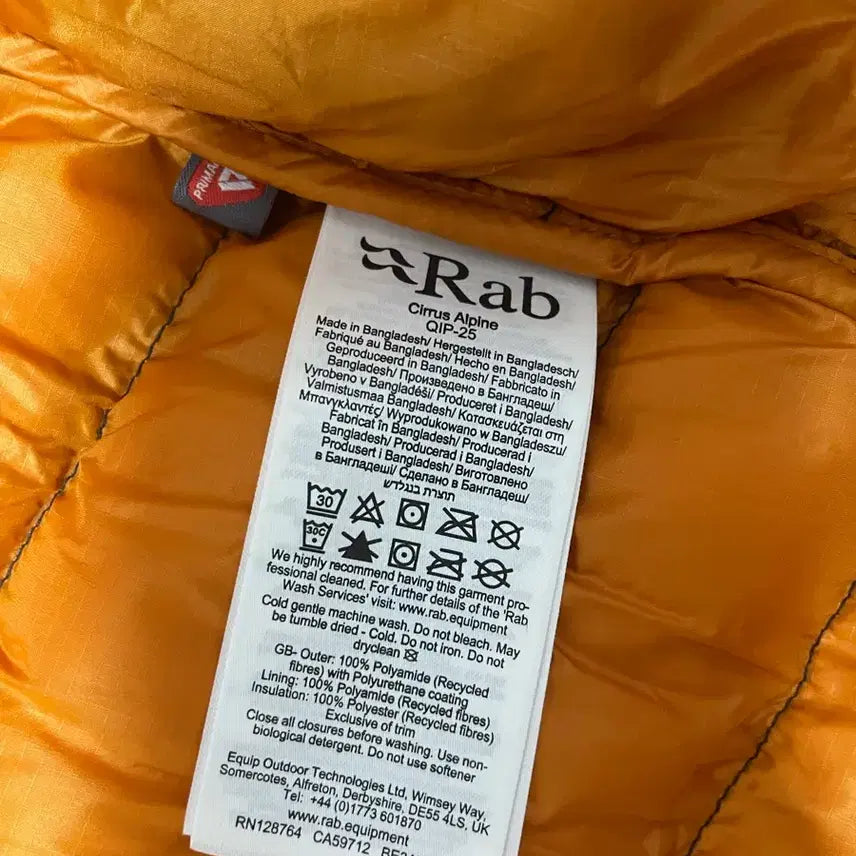 PRIMA
Rab
Cirrus Alpine
QIP-25
Made in Bangladesh/ Hergestellt in Bangladesch/
Fabriqué au Bangladesh/ Hecho en Bangladesh/
Geproduceerd in Bangladesh/ Fabbricato in
Bangladesh/ Произведено в Бангладеш/
Vyrobeno v Bangladéši/ Produceret i Bangladesh/
Valmistusmaa Bangladesh/ Κατασκευάζεται στη
Μπανγκλαντές/ Wyprodukowano w Bangladeszu/
Fabricat în Bangladesh/ Producerad i
Bangladesh/ Producerad i Bangladesh/
Produsert i Bangladesh/ Виготовлено
в Бангладеші/ Сделано в Бангладеш/
תוצרת בנגלדש
30
30C
We highly recommend having this garment pro-
fessional cleaned. For further details of the 'Rab
Wash Services' visit: www.rab.equipment
Cold gentle machine wash. Do not bleach. May
be tumble dried - Cold. Do not iron. Do not
dryclean
GB- Outer: 100% Polyamide (Recycled
fibres) with Polyurethane coating
Lining: 100% Polyamide (Recycled fibres)
Insulation: 100% Polyester (Recycled fibres)
Exclusive of trim
Close all closures before washing. Use non-
biological detergent. Do not use softener
Equip Outdoor Technologies Ltd, Wimsey Way,
Somercotes, Alfreton, Derbyshire, DE55 4LS, UK
Tel: +44 (0)1773 601870
www.rab.equipment
RN128764 CA59712